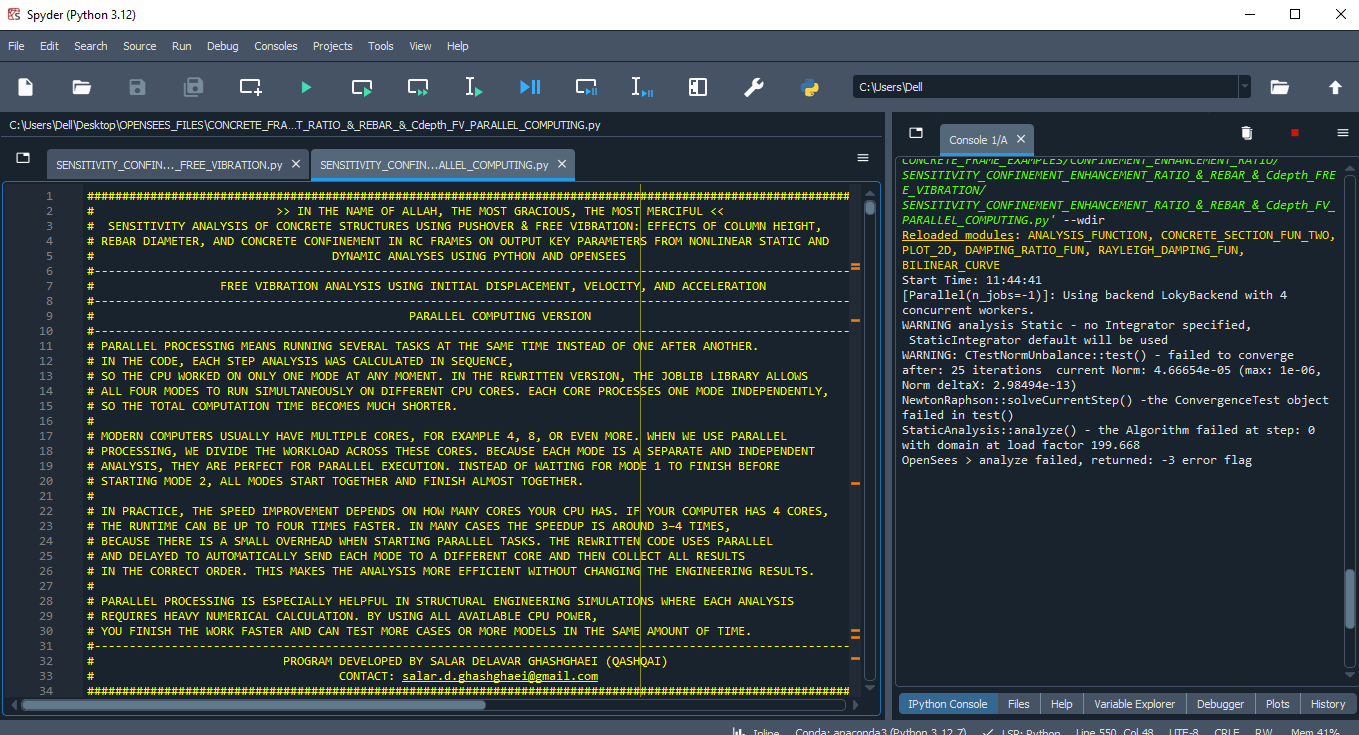 Spyder (Python 3.12)
File Edit Search Source Run Debug Consoles Projects Tools View Help
C:\Users\Dell
C:\Users\Dell\Desktop\OPENSEES_FILES\CONCRETE_FRA...T_RATIO_&_REBAR_&_Cdepth_FV_PARALLEL_COMPUTING.py
SENSITIVITY_CONFIN..._FREE_VIBRATION.py
SENSITIVITY_CONFIN...ALLEL_COMPUTING.py
1 ####################################################################################################
2 # >> IN THE NAME OF ALLAH, THE MOST GRACIOUS, THE MOST MERCIFUL <<
3 # SENSITIVITY ANALYSIS OF CONCRETE STRUCTURES USING PUSHOVER & FREE VIBRATION: EFFECTS OF COLUMN HEIGHT,
4 # REBAR DIAMETER, AND CONCRETE CONFINEMENT IN RC FRAMES ON OUTPUT KEY PARAMETERS FROM NONLINEAR STATIC AND
5 # DYNAMIC ANALYSES USING PYTHON AND OPENSEES
6 #---------------------------------------------------------------------------------------------------
7 # FREE VIBRATION ANALYSIS USING INITIAL DISPLACEMENT, VELOCITY, AND ACCELERATION
8 #---------------------------------------------------------------------------------------------------
9 # PARALLEL COMPUTING VERSION
10 #---------------------------------------------------------------------------------------------------
11 # PARALLEL PROCESSING MEANS RUNNING SEVERAL TASKS AT THE SAME TIME INSTEAD OF ONE AFTER ANOTHER.
12 # IN THE CODE, EACH STEP ANALYSIS WAS CALCULATED IN SEQUENCE,
13 # SO THE CPU WORKED ON ONLY ONE MODE AT ANY MOMENT. IN THE REWRITTEN VERSION, THE JOBLIB LIBRARY ALLOWS
14 # ALL FOUR MODES TO RUN SIMULTANEOUSLY ON DIFFERENT CPU CORES. EACH CORE PROCESSES ONE MODE INDEPENDENTLY,
15 # SO THE TOTAL COMPUTATION TIME BECOMES MUCH SHORTER.
16 #
17 # MODERN COMPUTERS USUALLY HAVE MULTIPLE CORES, FOR EXAMPLE 4, 8, OR EVEN MORE. WHEN WE USE PARALLEL
18 # PROCESSING, WE DIVIDE THE WORKLOAD ACROSS THESE CORES. BECAUSE EACH MODE IS A SEPARATE AND INDEPENDENT
19 # ANALYSIS, THEY ARE PERFECT FOR PARALLEL EXECUTION. INSTEAD OF WAITING FOR MODE 1 TO FINISH BEFORE
20 # STARTING MODE 2, ALL MODES START TOGETHER AND FINISH ALMOST TOGETHER.
21 #
22 # IN PRACTICE, THE SPEED IMPROVEMENT DEPENDS ON HOW MANY CORES YOUR CPU HAS. IF YOUR COMPUTER HAS 4 CORES,
23 # THE RUNTIME CAN BE UP TO FOUR TIMES FASTER. IN MANY CASES THE SPEEDUP IS AROUND 3–4 TIMES,
24 # BECAUSE THERE IS A SMALL OVERHEAD WHEN STARTING PARALLEL TASKS. THE REWRITTEN CODE USES PARALLEL
25 # AND DELAYED TO AUTOMATICALLY SEND EACH MODE TO A DIFFERENT CORE AND THEN COLLECT ALL RESULTS
26 # IN THE CORRECT ORDER. THIS MAKES THE ANALYSIS MORE EFFICIENT WITHOUT CHANGING THE ENGINEERING RESULTS.
27 #
28 # PARALLEL PROCESSING IS ESPECIALLY HELPFUL IN STRUCTURAL ENGINEERING SIMULATIONS WHERE EACH ANALYSIS
29 # REQUIRES HEAVY NUMERICAL CALCULATION. BY USING ALL AVAILABLE CPU POWER,
30 # YOU FINISH THE WORK FASTER AND CAN TEST MORE CASES OR MORE MODELS IN THE SAME AMOUNT OF TIME.
31 #---------------------------------------------------------------------------------------------------
32 # PROGRAM DEVELOPED BY SALAR DELAVAR GHASHGHAEI (QASHQAI)
33 # CONTACT: salar.d.ghashghaei@gmail.com
34 ####################################################################################################
Console 1/A
CONCRETE_FRAME_EXAMPLES/CONFINEMENT_ENHANCEMENT_RATIO/
SENSITIVITY_CONFINEMENT_ENHANCEMENT_RATIO_&_REBAR_&_Cdepth_FRE
E_VIBRATION/
SENSITIVITY_CONFINEMENT_ENHANCEMENT_RATIO_&_REBAR_&_Cdepth_FV_
PARALLEL_COMPUTING.py' --wdir
Reloaded modules: ANALYSIS_FUNCTION, CONCRETE_SECTION_FUN_TWO,
PLOT_2D, DAMPING_RATIO_FUN, RAYLEIGH_DAMPING_FUN,
BILINEAR_CURVE
Start Time: 11:44:41
[Parallel(n_jobs=-1)]: Using backend LokyBackend with 4
concurrent workers.
WARNING analysis Static - no Integrator specified,
StaticIntegrator default will be used
WARNING: CTestNormUnbalance::test() - failed to converge
after: 25 iterations current Norm: 4.66654e-05 (max: 1e-06,
Norm deltaX: 2.98494e-13)
NewtonRaphson::solveCurrentStep() -the ConvergenceTest object
failed in test()
StaticAnalysis::analyze() - the Algorithm failed at step: 0
with domain at load factor 199.668
OpenSees > analyze failed, returned: -3 error flag
IPython Console Files Help Variable Explorer Debugger Plots History
Inline Conda: anaconda3 (Python 3.12.7) LSP: Python Line 550, Col 48 UTF-8 CRLF RW Mem 41%